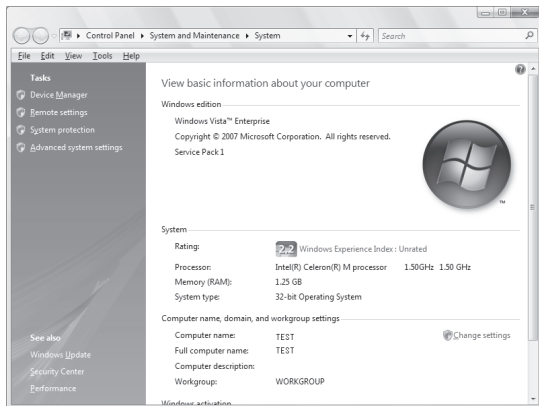 Control Panel ▸ System and Maintenance ▸ System
Search
File Edit View Tools Help
Tasks
Device Manager
Remote settings
System protection
Advanced system settings
See also
Windows Update
Security Center
Performance
View basic information about your computer
Windows edition
Windows Vista™ Enterprise
Copyright © 2007 Microsoft Corporation. All rights reserved.
Service Pack 1
TM
System
Rating: 2.2 Windows Experience Index : Unrated
Processor: Intel(R) Celeron(R) M processor 1.50GHz 1.50 GHz
Memory (RAM): 1.25 GB
System type: 32-bit Operating System
Computer name, domain, and workgroup settings
Computer name: TEST Change settings
Full computer name: TEST
Computer description:
Workgroup: WORKGROUP
Windows activation